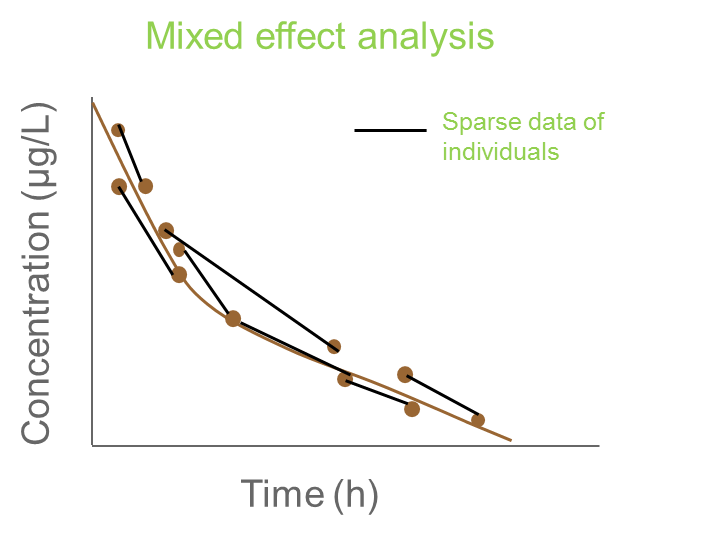 Mixed effect analysis
Sparse data of
individuals
Concentration (µg/L)
Time (h)